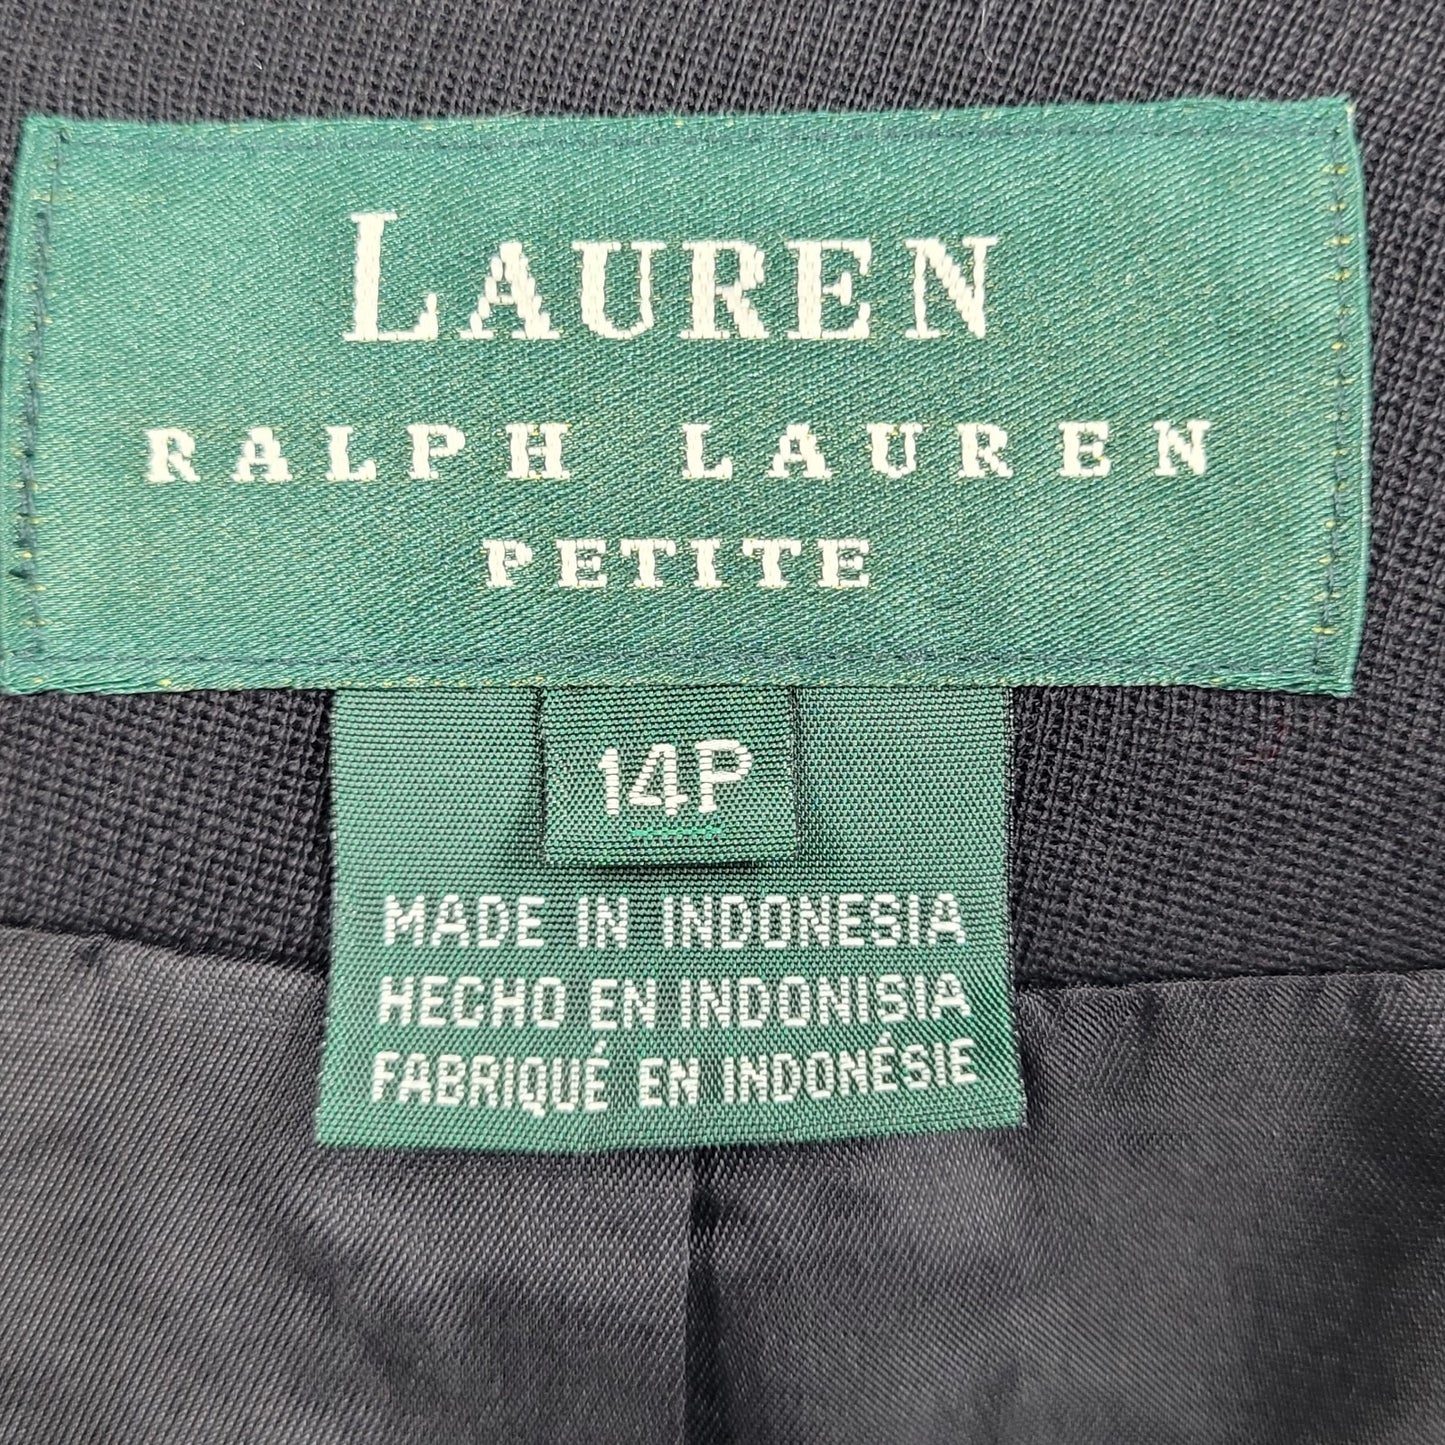 LAUREN
RALPH LAUREN
PETITE
14P
MADE IN INDONESIA
HECHO EN INDONISIA
FABRIQUÉ EN INDONÉSIE